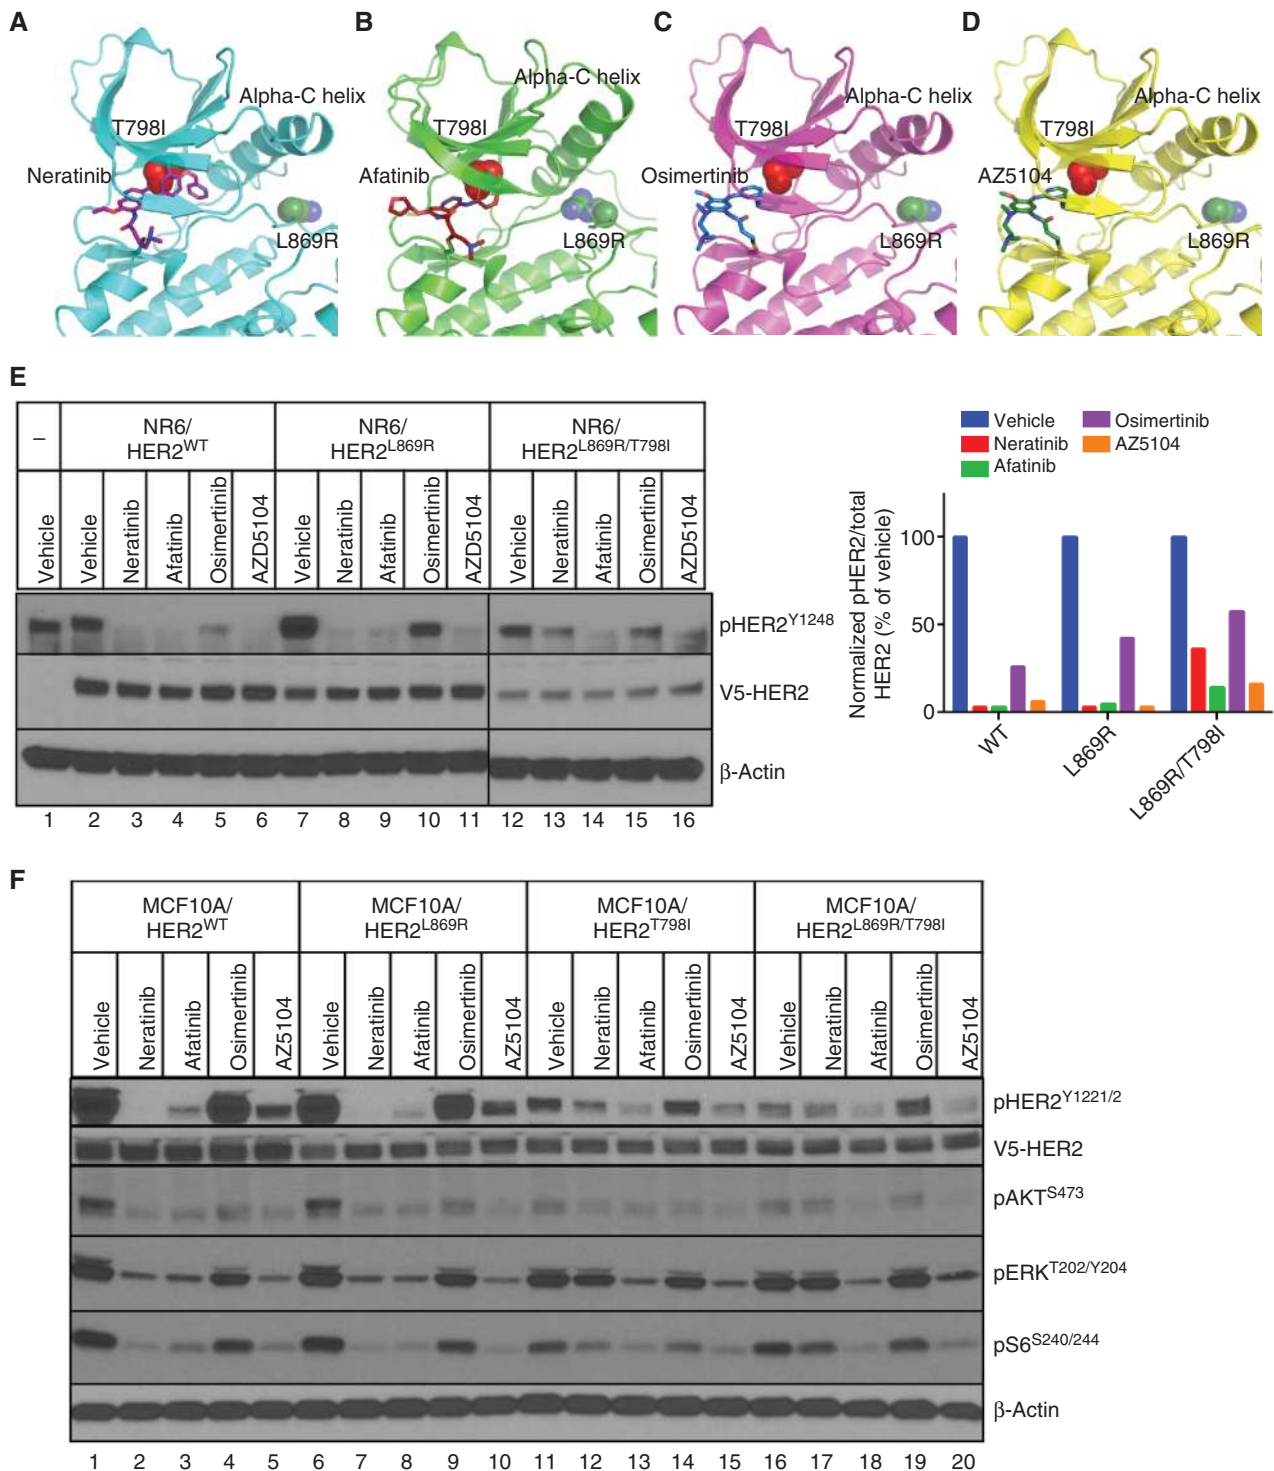 A
B
C
D
Alpha-C helix
T798I
Neratinib
L869R
Alpha-C helix
T798I
Afatinib
L869R
Alpha-C helix
T798I
Osimertinib
L869R
Alpha-C helix
T798I
AZ5104
L869R
E
–
NR6/
HER2WT
NR6/
HER2L869R
NR6/
HER2L869R/T798I
Vehicle
Vehicle
Neratinib
Afatinib
Osimertinib
AZD5104
Vehicle
Neratinib
Afatinib
Osimertinib
AZD5104
Vehicle
Neratinib
Afatinib
Osimertinib
AZD5104
pHER2Y1248
V5-HER2
β-Actin
1 2 3 4 5 6 7 8 9 10 11 12 13 14 15 16
Vehicle
Neratinib
Afatinib
Osimertinib
AZ5104
Normalized pHER2/total
HER2 (% of vehicle)
100
50
0
WT
L869R
L869R/T798I
F
MCF10A/
HER2WT
MCF10A/
HER2L869R
MCF10A/
HER2T798I
MCF10A/
HER2L869R/T798I
Vehicle
Neratinib
Afatinib
Osimertinib
AZ5104
Vehicle
Neratinib
Afatinib
Osimertinib
AZ5104
Vehicle
Neratinib
Afatinib
Osimertinib
AZ5104
Vehicle
Neratinib
Afatinib
Osimertinib
AZ5104
pHER2Y1221/2
V5-HER2
pAKTS473
pERKT202/Y204
pS6S240/244
β-Actin
1 2 3 4 5 6 7 8 9 10 11 12 13 14 15 16 17 18 19 20